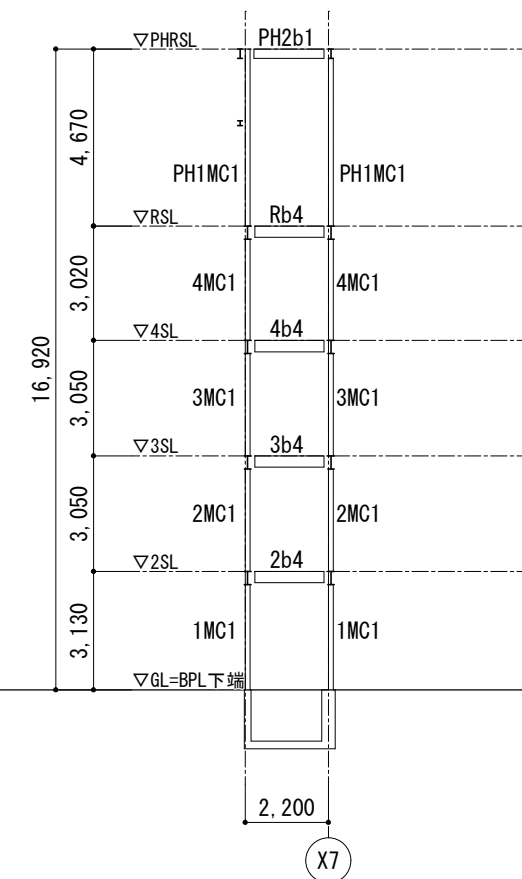 ▽PHRSL
PH2b1
4, 670
PH1MC1
PH1MC1
▽RSL
Rb4
3, 020
4MC1
4MC1
▽4SL
4b4
16, 920
3, 050
3MC1
3MC1
▽3SL
3b4
3, 050
2MC1
2MC1
▽2SL
2b4
3, 130
1MC1
1MC1
▽GL=BPL下端
2, 200
X7